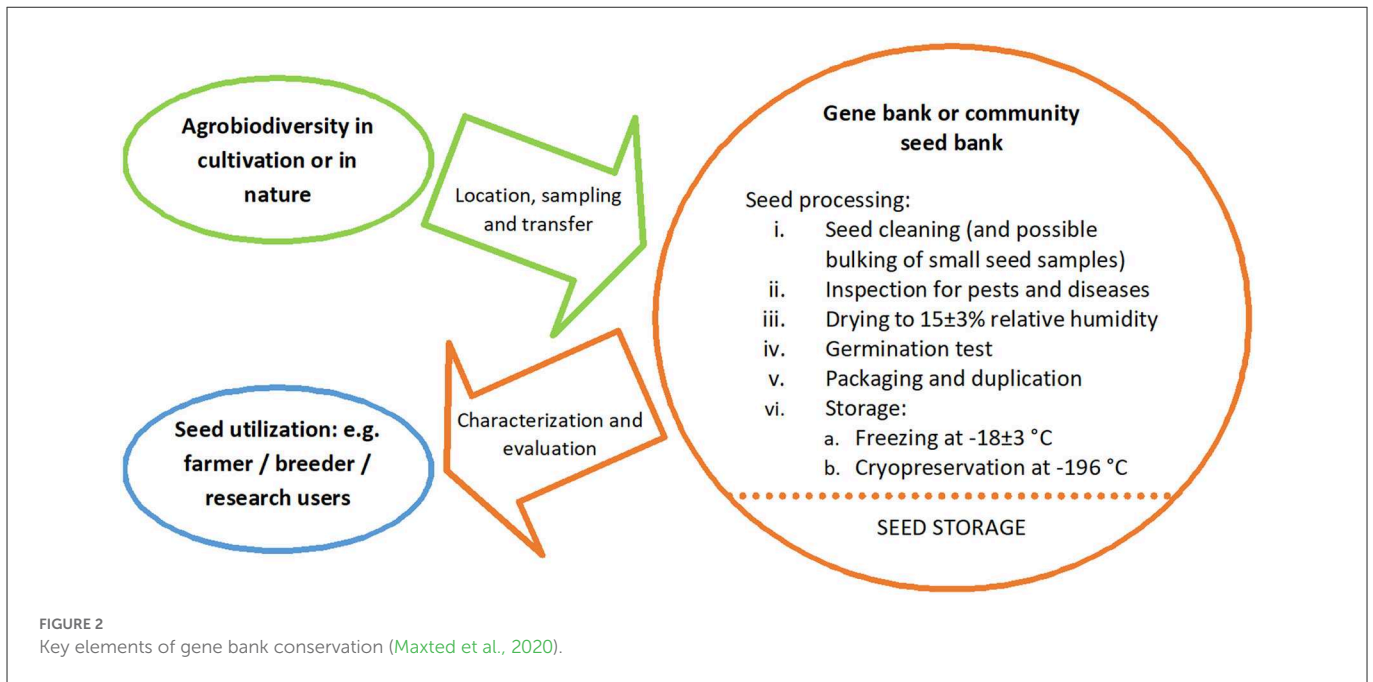 Agrobiodiversity in
cultivation or in
nature
Location, sampling
and transfer
Gene bank or community
seed bank
Seed processing:
i. Seed cleaning (and possible
bulking of small seed samples)
ii. Inspection for pests and diseases
iii. Drying to 15±3% relative humidity
iv. Germination test
v. Packaging and duplication
vi. Storage:
a. Freezing at -18±3 °C
b. Cryopreservation at -196 °C
SEED STORAGE
Characterization and
evaluation
Seed utilization: e.g.
farmer / breeder /
research users
FIGURE 2
Key elements of gene bank conservation (Maxted et al., 2020).